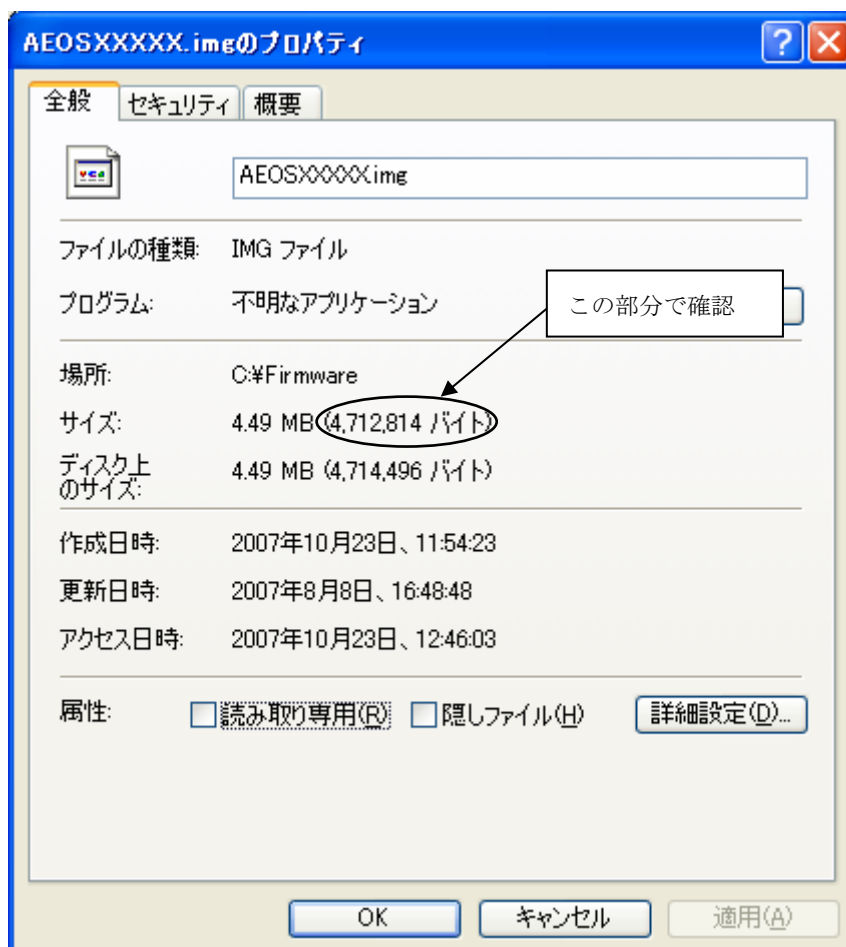 AEOSXXXXX.imgのプロパティ
全般 セキュリティ 概要
AEOSXXXXX.img
ファイルの種類: IMG ファイル
プログラム: 不明なアプリケーション
この部分で確認
場所: C:¥Firmware
サイズ: 4.49 MB (4,712,814 バイト)
ディスク上
のサイズ: 4.49 MB (4,714,496 バイト)
作成日時: 2007年10月23日、11:54:23
更新日時: 2007年8月8日、16:48:48
アクセス日時: 2007年10月23日、12:46:03
属性: 読み取り専用(R) 隠しファイル(H) 詳細設定(D)...
OK キャンセル 適用(A)